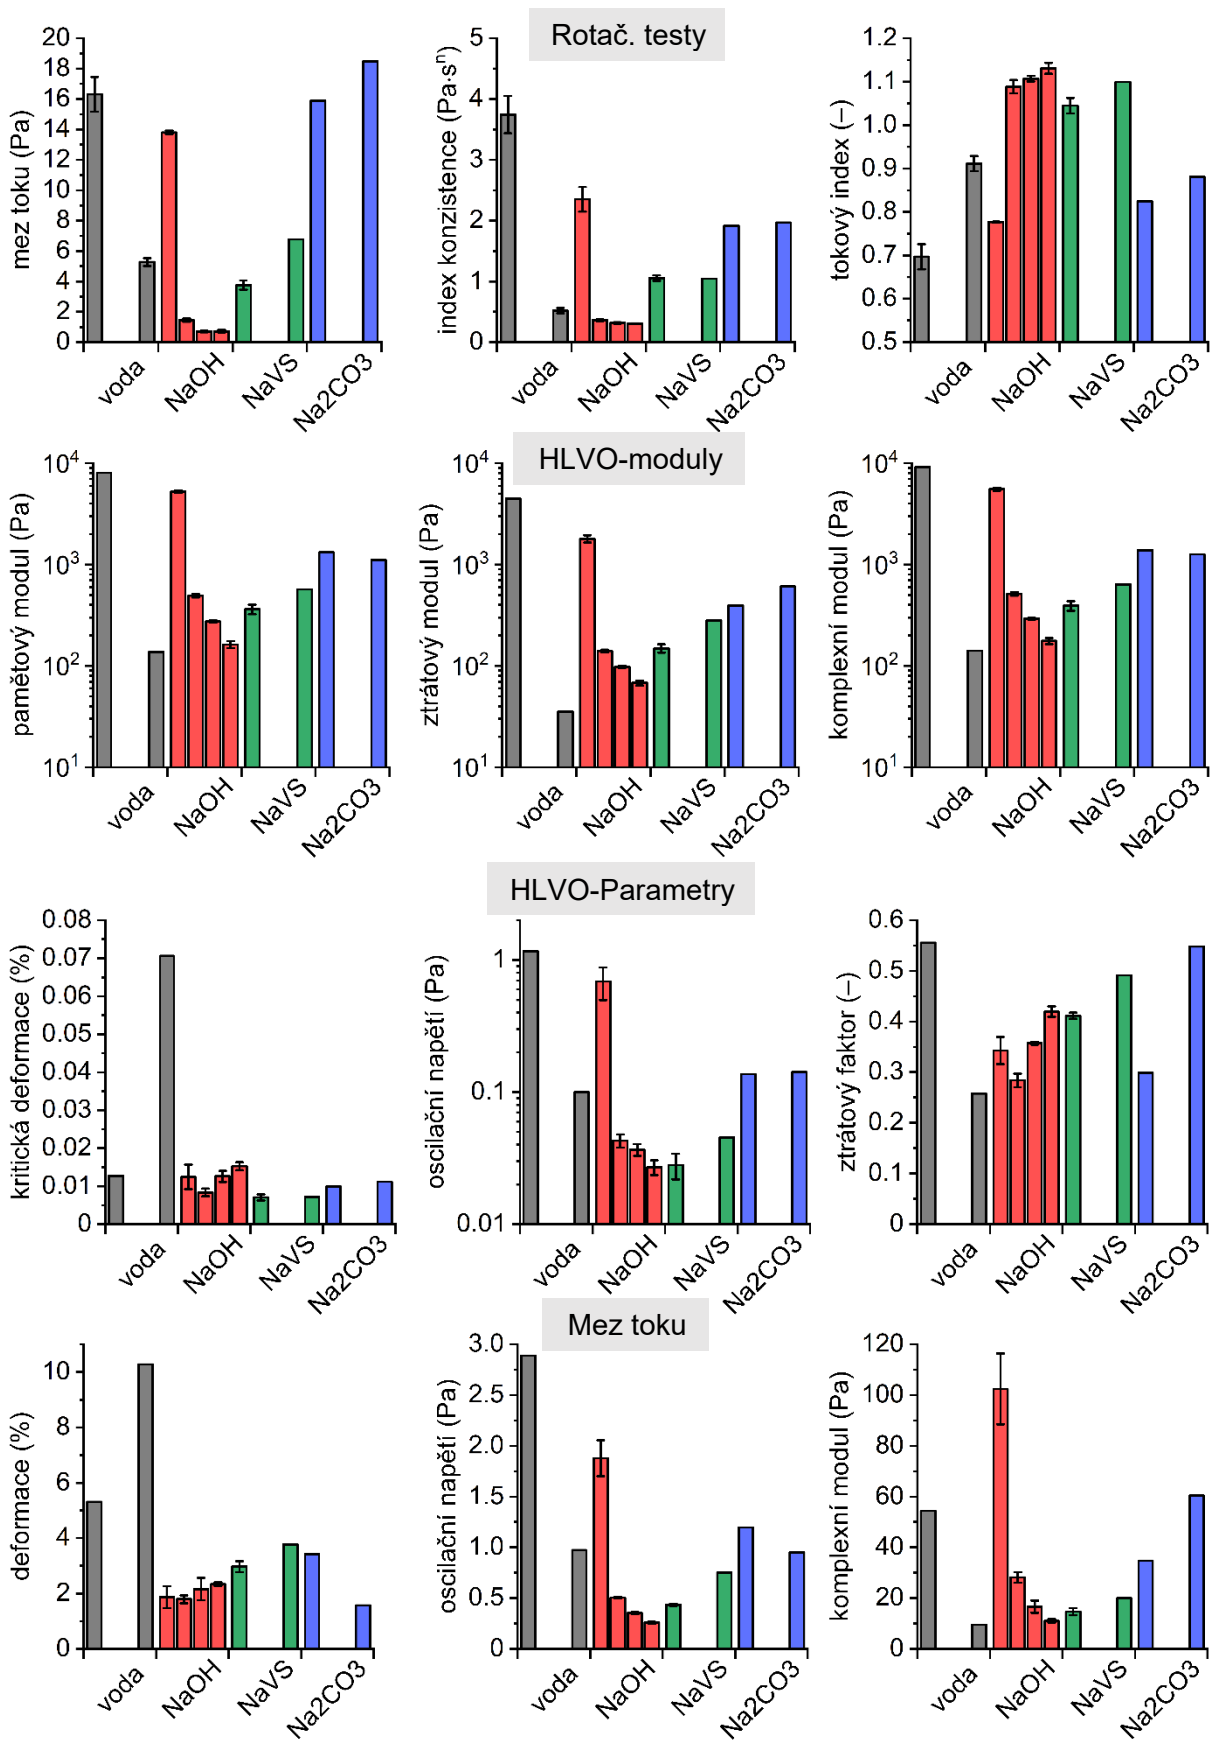 Rotač. testy
mez toku (Pa)
20
18
16
14
12
10
8
6
4
2
0
voda
NaOH
NaVS
Na2CO3
index konzistence (Pa·sⁿ)
5
4
3
2
1
0
voda
NaOH
NaVS
Na2CO3
tokový index (–)
1.2
1.1
1.0
0.9
0.8
0.7
0.6
0.5
voda
NaOH
NaVS
Na2CO3
HLVO-moduly
pamětový modul (Pa)
10⁴
10³
10²
10¹
voda
NaOH
NaVS
Na2CO3
ztrátový modul (Pa)
10⁴
10³
10²
10¹
voda
NaOH
NaVS
Na2CO3
komplexní modul (Pa)
10⁴
10³
10²
10¹
voda
NaOH
NaVS
Na2CO3
HLVO-Parametry
kritická deformace (%)
0.08
0.07
0.06
0.05
0.04
0.03
0.02
0.01
0
voda
NaOH
NaVS
Na2CO3
oscilační napětí (Pa)
1
0.1
0.01
voda
NaOH
NaVS
Na2CO3
ztrátový faktor (–)
0.6
0.5
0.4
0.3
0.2
0.1
0
voda
NaOH
NaVS
Na2CO3
Mez toku
deformace (%)
10
8
6
4
2
0
voda
NaOH
NaVS
Na2CO3
oscilační napětí (Pa)
3.0
2.5
2.0
1.5
1.0
0.5
0
voda
NaOH
NaVS
Na2CO3
komplexní modul (Pa)
120
100
80
60
40
20
0
voda
NaOH
NaVS
Na2CO3